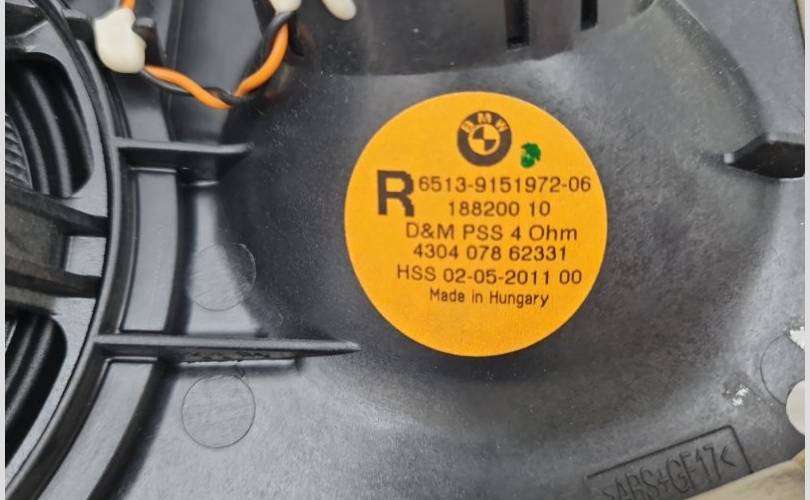 BMW
R 6513-9151972-06
188200 10
D&M PSS 4 Ohm
4304 078 62331
HSS 02-05-2011 00
Made in Hungary
>ABS+GF17<